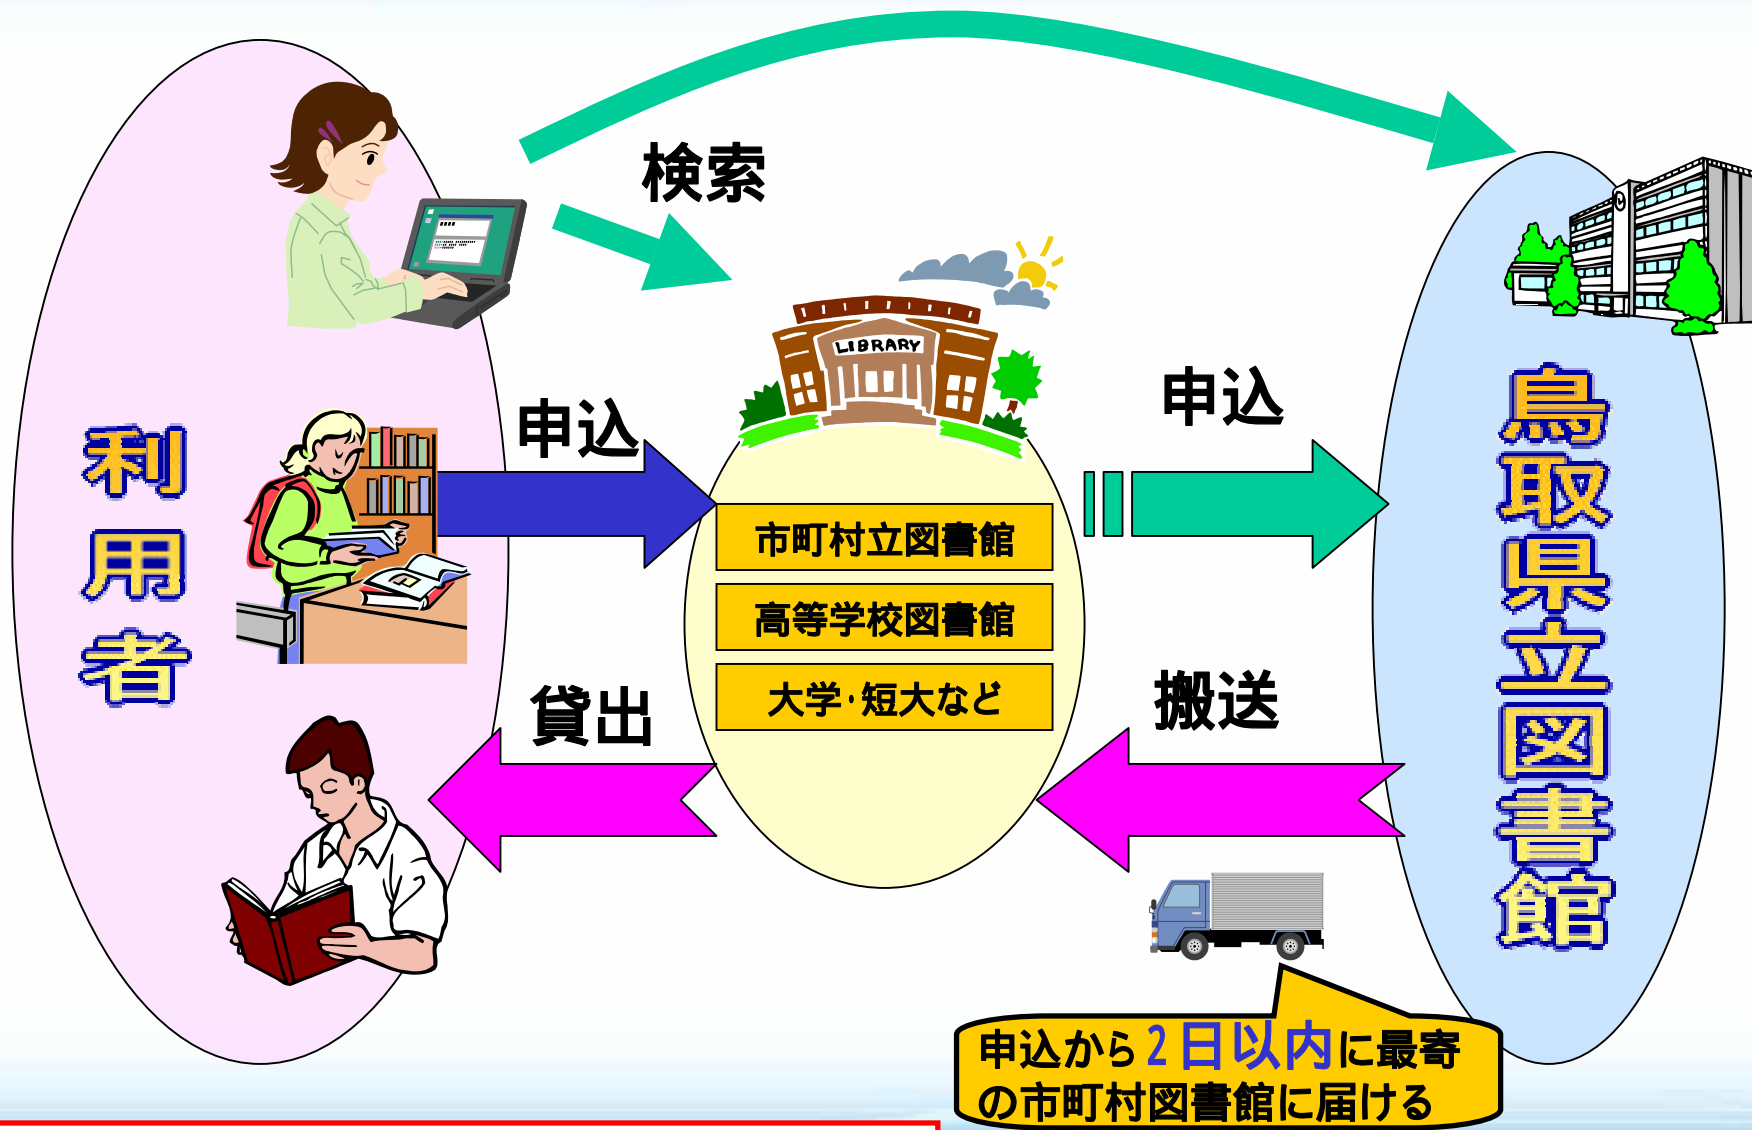 検索
LIBRARY
利用者
申込
申込
市町村立図書館
高等学校図書館
大学・短大など
貸出
搬送
鳥取県立図書館
申込から2日以内に最寄
の市町村図書館に届ける